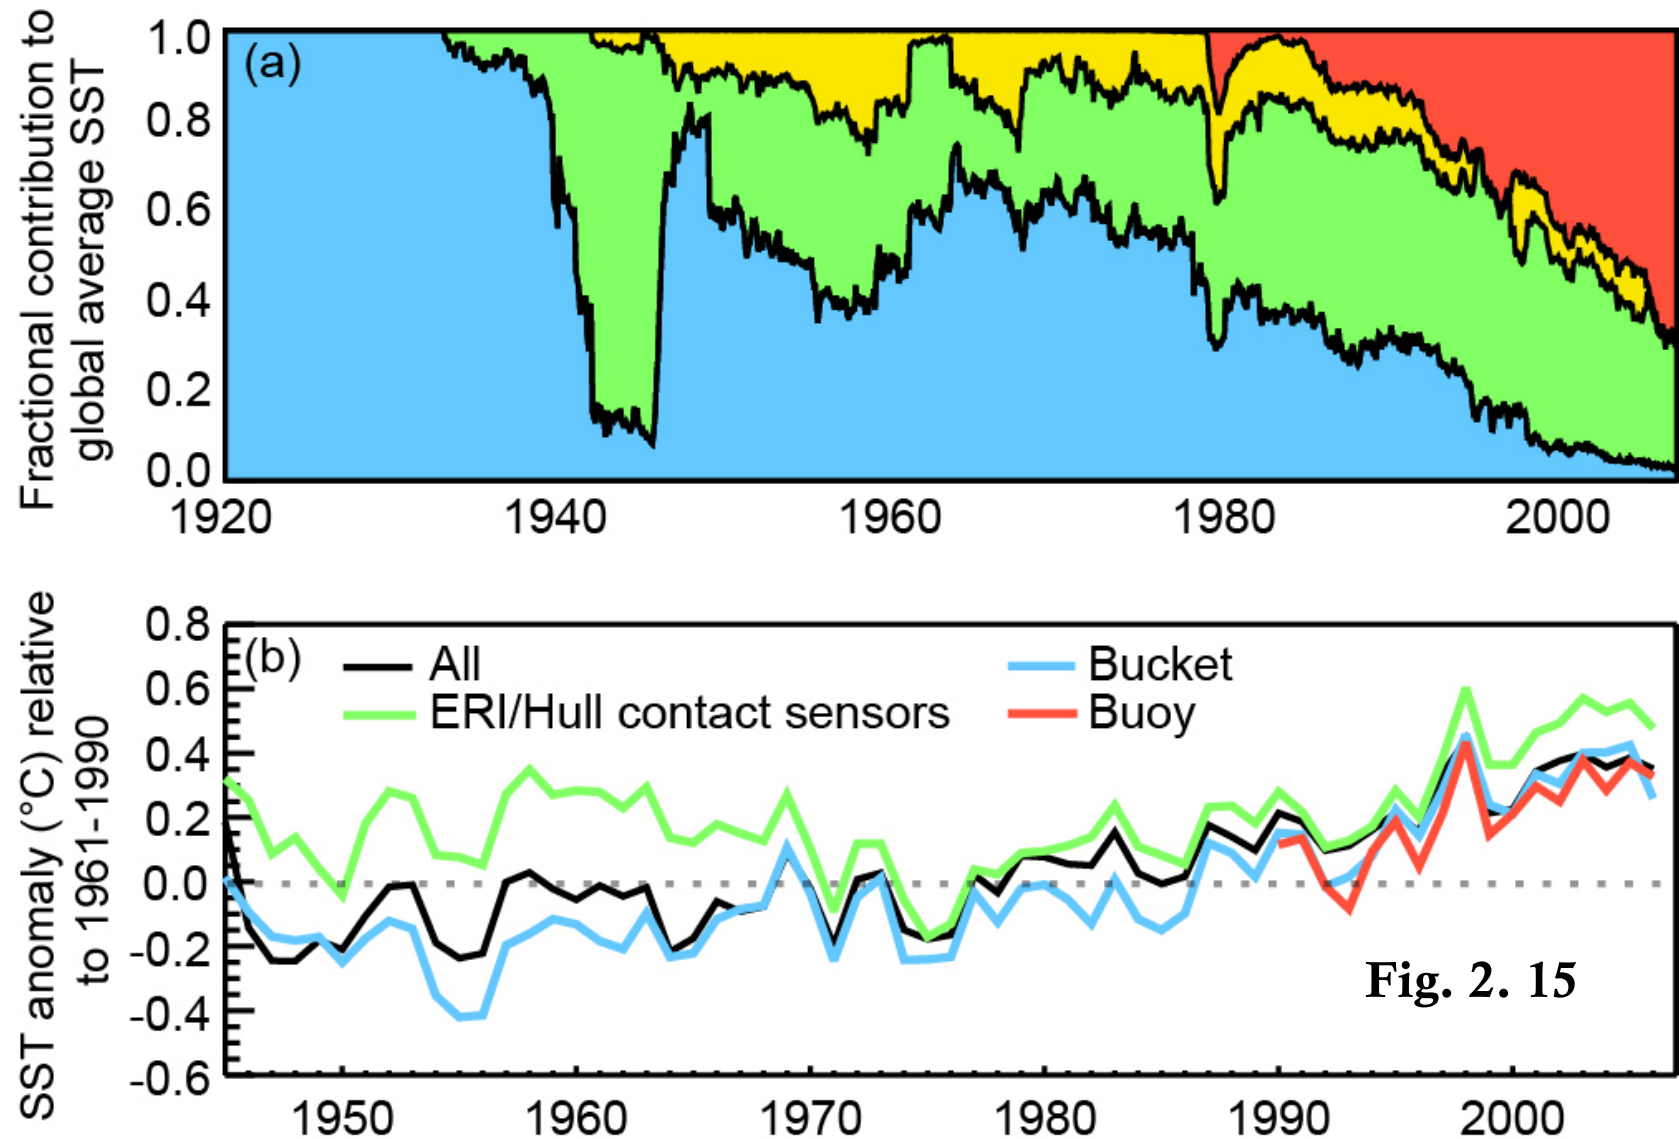 Fractional contribution to
global average SST
(a)
1.0
0.8
0.6
0.4
0.2
0.0
1920 1940 1960 1980 2000
SST anomaly (°C) relative
to 1961-1990
(b)
0.8
0.6
0.4
0.2
0.0
-0.2
-0.4
-0.6
All
ERI/Hull contact sensors
Bucket
Buoy
Fig. 2. 15
1950 1960 1970 1980 1990 2000